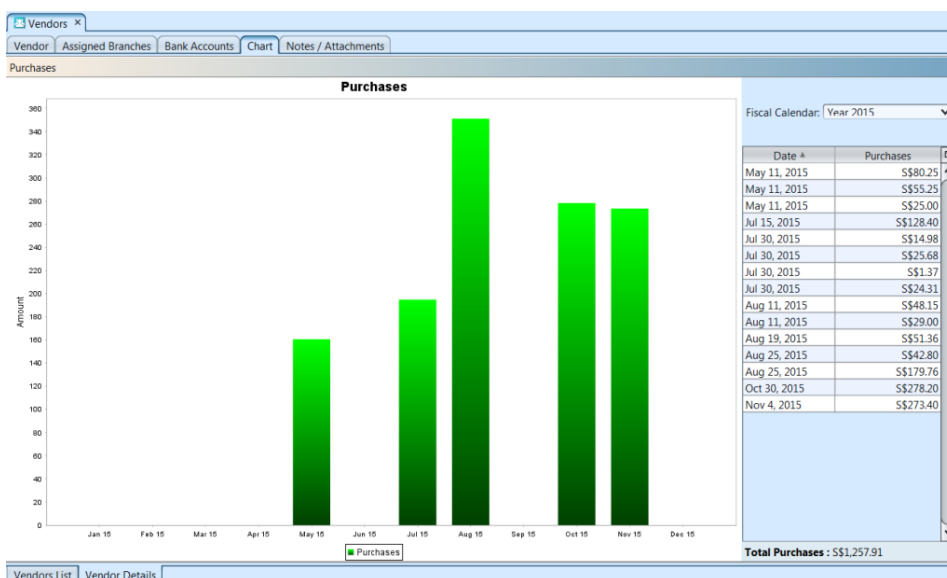 Vendors ×
Vendor Assigned Branches Bank Accounts Chart Notes / Attachments
Purchases
Purchases
Fiscal Calendar: Year 2015
Amount
360
340
320
300
280
260
240
220
200
180
160
140
120
100
80
60
40
20
0
Jan 15 Feb 15 Mar 15 Apr 15 May 15 Jun 15 Jul 15 Aug 15 Sep 15 Oct 15 Nov 15 Dec 15
Purchases
Date Purchases
May 11, 2015 S$80.25
May 11, 2015 S$55.25
May 11, 2015 S$25.00
Jul 15, 2015 S$128.40
Jul 30, 2015 S$14.98
Jul 30, 2015 S$25.68
Jul 30, 2015 S$1.37
Jul 30, 2015 S$24.31
Aug 11, 2015 S$48.15
Aug 11, 2015 S$29.00
Aug 19, 2015 S$51.36
Aug 25, 2015 S$42.80
Aug 25, 2015 S$179.76
Oct 30, 2015 S$278.20
Nov 4, 2015 S$273.40
Total Purchases : S$1,257.91
Vendors List Vendor Details